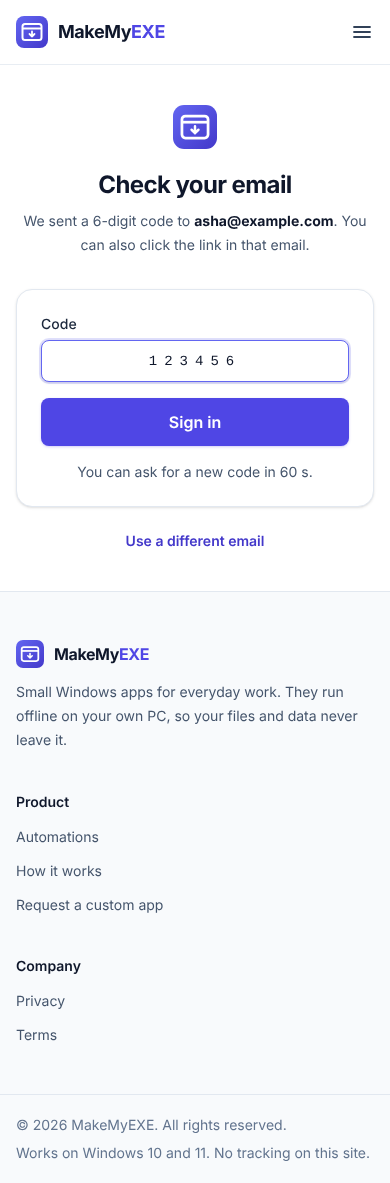 MakeMyEXE
Check your email
We sent a 6-digit code to asha@example.com. You
can also click the link in that email.
Code
1 2 3 4 5 6
Sign in
You can ask for a new code in 60 s.
Use a different email
MakeMyEXE
Small Windows apps for everyday work. They run
offline on your own PC, so your files and data never
leave it.
Product
Automations
How it works
Request a custom app
Company
Privacy
Terms
© 2026 MakeMyEXE. All rights reserved.
Works on Windows 10 and 11. No tracking on this site.